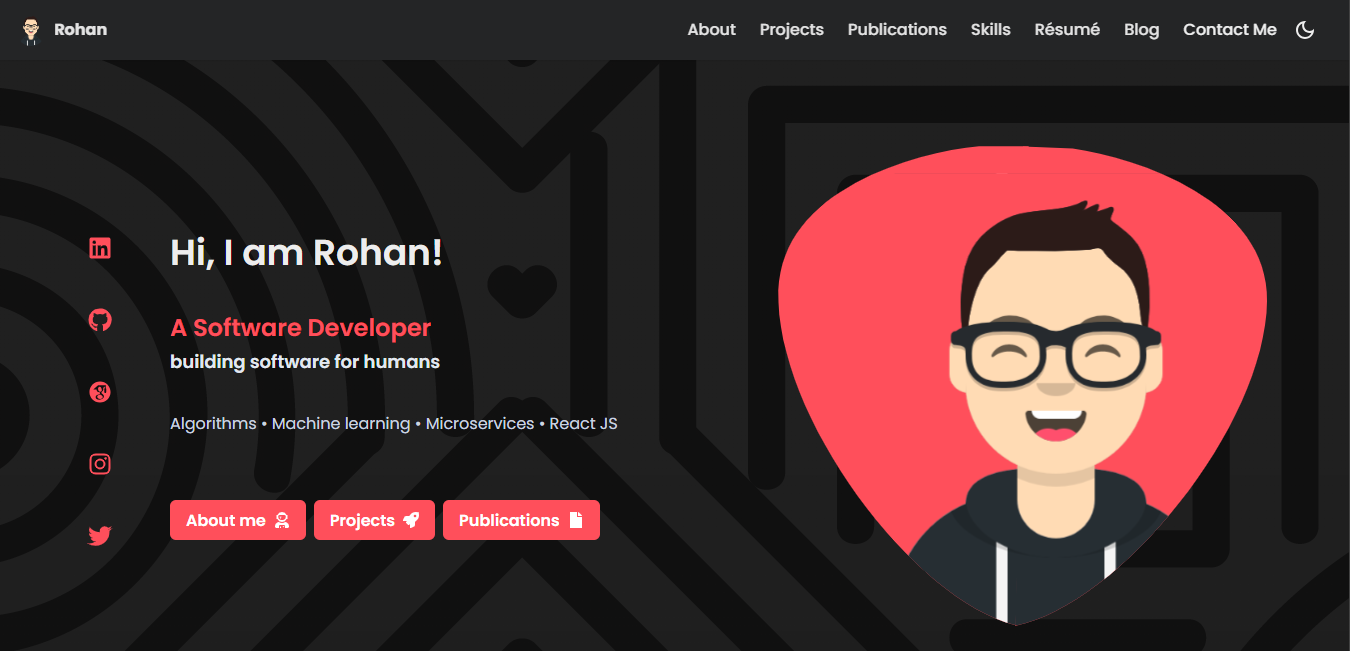 Rohan
About Projects Publications Skills Résumé Blog Contact Me
Hi, I am Rohan!
A Software Developer
building software for humans
Algorithms • Machine learning • Microservices • React JS
About me Projects Publications